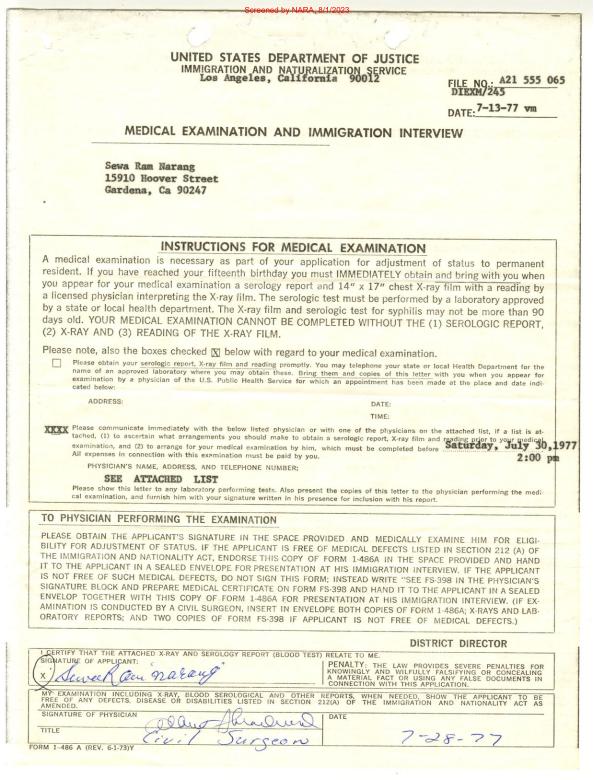 Screened by NARA, 8/1/2023
UNITED STATES DEPARTMENT OF JUSTICE
IMMIGRATION AND NATURALIZATION SERVICE
Los Angeles, California 90012
FILE NO.: A21 555 065
DIEXM/245
DATE: 7-13-77 vm
MEDICAL EXAMINATION AND IMMIGRATION INTERVIEW
Sewa Ram Narang
15910 Hoover Street
Gardena, Ca 90247
INSTRUCTIONS FOR MEDICAL EXAMINATION
A medical examination is necessary as part of your application for adjustment of status to permanent
resident. If you have reached your fifteenth birthday you must IMMEDIATELY obtain and bring with you when
you appear for your medical examination a serology report and 14" x 17" chest X-ray film with a reading by
a licensed physician interpreting the X-ray film. The serologic test must be performed by a laboratory approved
by a state or local health department. The X-ray film and serologic test for syphilis may not be more than 90
days old. YOUR MEDICAL EXAMINATION CANNOT BE COMPLETED WITHOUT THE (1) SEROLOGIC REPORT,
(2) X-RAY AND (3) READING OF THE X-RAY FILM.
Please note, also the boxes checked X below with regard to your medical examination.
Please obtain your serologic report, X-ray film and reading promptly. You may telephone your state or local Health Department for the
name of an approved laboratory where you may obtain these. Bring them and copies of this letter with you when you appear for
examination by a physician of the U.S. Public Health Service for which an appointment has been made at the place and date indi-
cated below:
ADDRESS: DATE:
TIME:
XXXX Please communicate immediately with the below listed physician or with one of the physicians on the attached list, if a list is at-
tached, (1) to ascertain what arrangements you should make to obtain a serologic report, X-ray film and reading prior to your medical
examination, and (2) to arrange for your medical examination by him, which must be completed before Saturday, July 30,1977
All expenses in connection with this examination must be paid by you. 2:00 pm
PHYSICIAN'S NAME, ADDRESS, AND TELEPHONE NUMBER:
SEE ATTACHED LIST
Please show this letter to any laboratory performing tests. Also present the copies of this letter to the physician performing the medi-
cal examination, and furnish him with your signature written in his presence for inclusion with his report.
TO PHYSICIAN PERFORMING THE EXAMINATION
PLEASE OBTAIN THE APPLICANT'S SIGNATURE IN THE SPACE PROVIDED AND MEDICALLY EXAMINE HIM FOR ELIGI-
BILITY FOR ADJUSTMENT OF STATUS. IF THE APPLICANT IS FREE OF MEDICAL DEFECTS LISTED IN SECTION 212 (A) OF
THE IMMIGRATION AND NATIONALITY ACT, ENDORSE THIS COPY OF FORM 1-486A IN THE SPACE PROVIDED AND HAND
IT TO THE APPLICANT IN A SEALED ENVELOPE FOR PRESENTATION AT HIS IMMIGRATION INTERVIEW. IF THE APPLICANT
IS NOT FREE OF SUCH MEDICAL DEFECTS, DO NOT SIGN THIS FORM; INSTEAD WRITE "SEE FS-398 IN THE PHYSICIAN'S
SIGNATURE BLOCK AND PREPARE MEDICAL CERTIFICATE ON FORM FS-398 AND HAND IT TO THE APPLICANT IN A SEALED
ENVELOP TOGETHER WITH THIS COPY OF FORM 1-486A FOR PRESENTATION AT HIS IMMIGRATION INTERVIEW. (IF EX-
AMINATION IS CONDUCTED BY A CIVIL SURGEON, INSERT IN ENVELOPE BOTH COPIES OF FORM 1-486A; X-RAYS AND LAB-
ORATORY REPORTS; AND TWO COPIES OF FORM FS-398 IF APPLICANT IS NOT FREE OF MEDICAL DEFECTS.)
DISTRICT DIRECTOR
I CERTIFY THAT THE ATTACHED X-RAY AND SEROLOGY REPORT (BLOOD TEST) RELATE TO ME.
SIGNATURE OF APPLICANT:
X Sewa Ram Narang
PENALTY: THE LAW PROVIDES SEVERE PENALTIES FOR
KNOWINGLY AND WILFULLY FALSIFYING OR CONCEALING
A MATERIAL FACT OR USING ANY FALSE DOCUMENTS IN
CONNECTION WITH THIS APPLICATION.
MY EXAMINATION INCLUDING X-RAY, BLOOD SEROLOGICAL AND OTHER REPORTS, WHEN NEEDED, SHOW THE APPLICANT TO BE
FREE OF ANY DEFECTS, DISEASE OR DISABILITIES LISTED IN SECTION 212(A) OF THE IMMIGRATION AND NATIONALITY ACT AS
AMENDED.
SIGNATURE OF PHYSICIAN
DATE
TITLE Civil Surgeon 7-28-77
FORM 1-486 A (REV. 6-1-73)Y